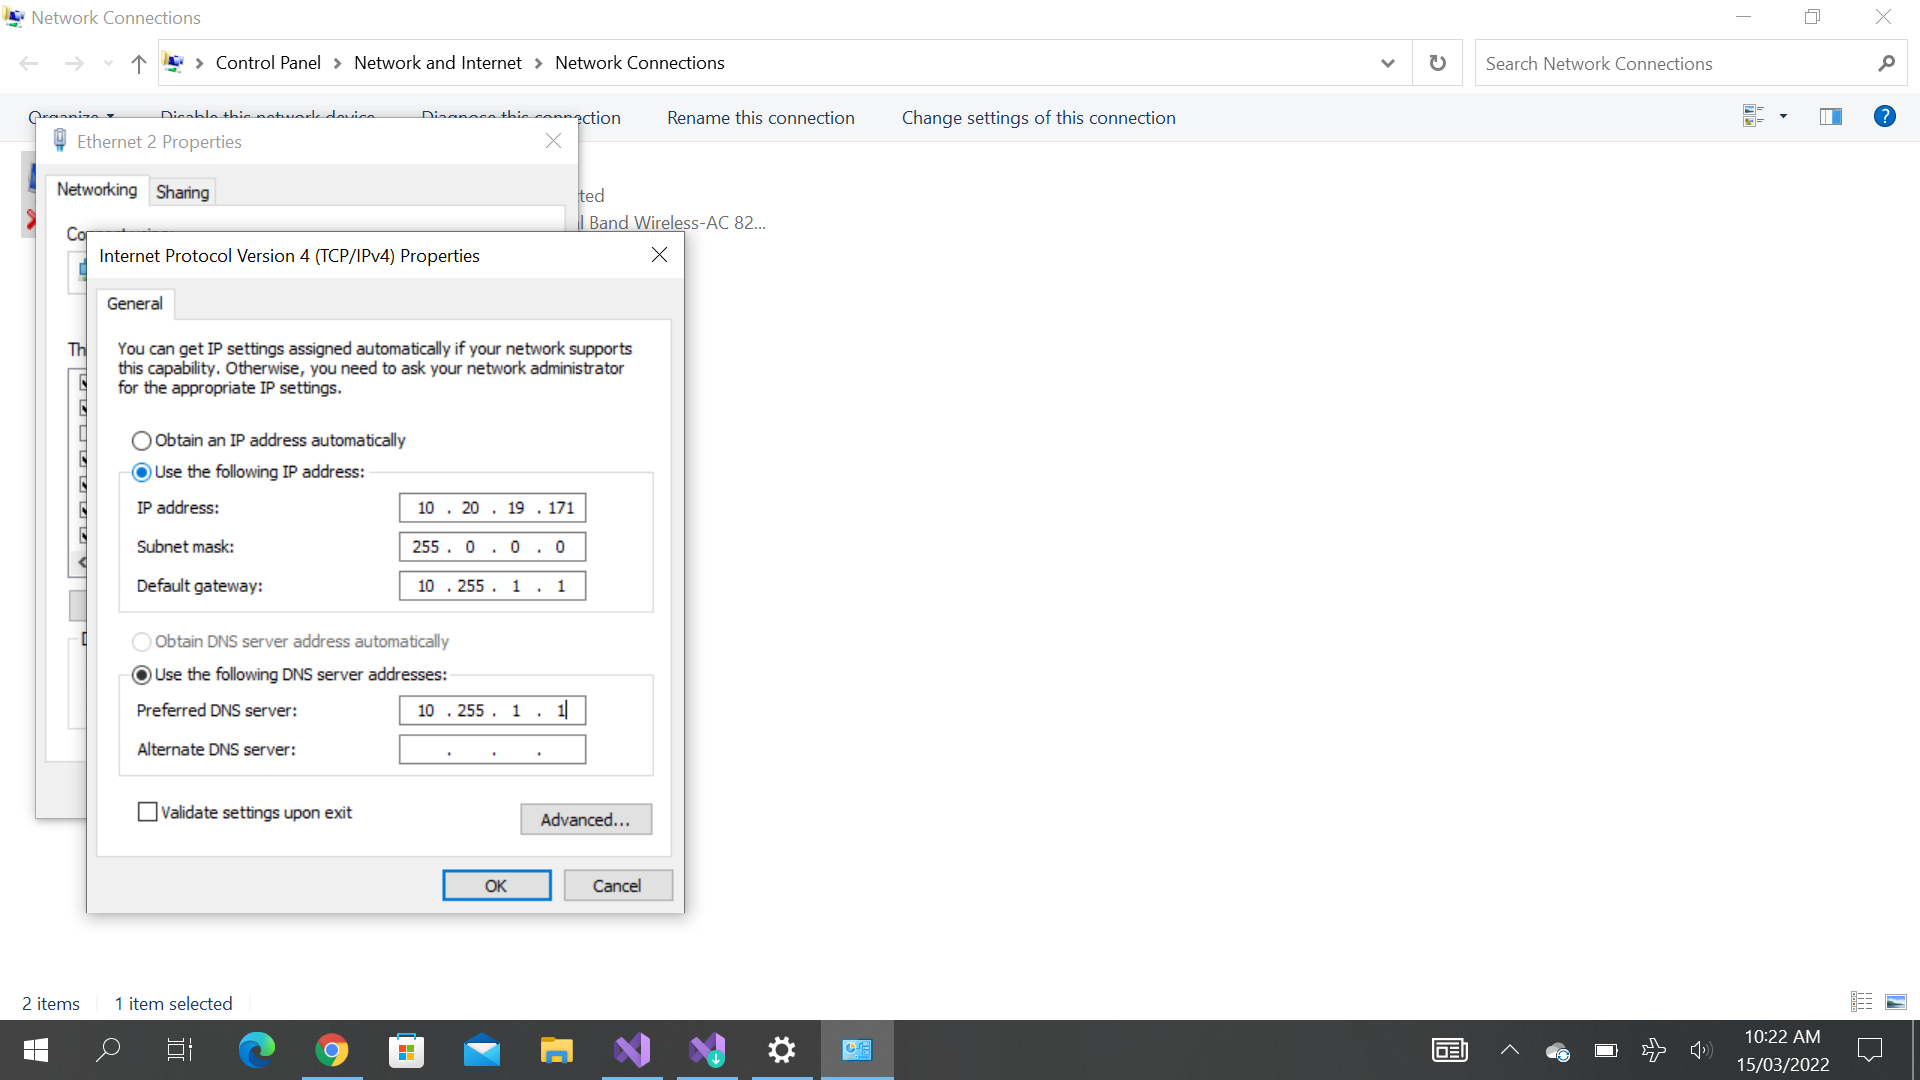 Network Connections
Control Panel > Network and Internet > Network Connections
Search Network Connections
Organize Disable this network device Diagnose this connection Rename this connection Change settings of this connection
Ethernet 2 Properties
Networking Sharing
ted
l Band Wireless-AC 82...
Internet Protocol Version 4 (TCP/IPv4) Properties
General
You can get IP settings assigned automatically if your network supports
this capability. Otherwise, you need to ask your network administrator
for the appropriate IP settings.
Obtain an IP address automatically
Use the following IP address:
IP address: 10 . 20 . 19 . 171
Subnet mask: 255 . 0 . 0 . 0
Default gateway: 10 . 255 . 1 . 1
Obtain DNS server address automatically
Use the following DNS server addresses:
Preferred DNS server: 10 . 255 . 1 . 1
Alternate DNS server: . . .
Validate settings upon exit
Advanced...
OK Cancel
2 items 1 item selected
10:22 AM
15/03/2022